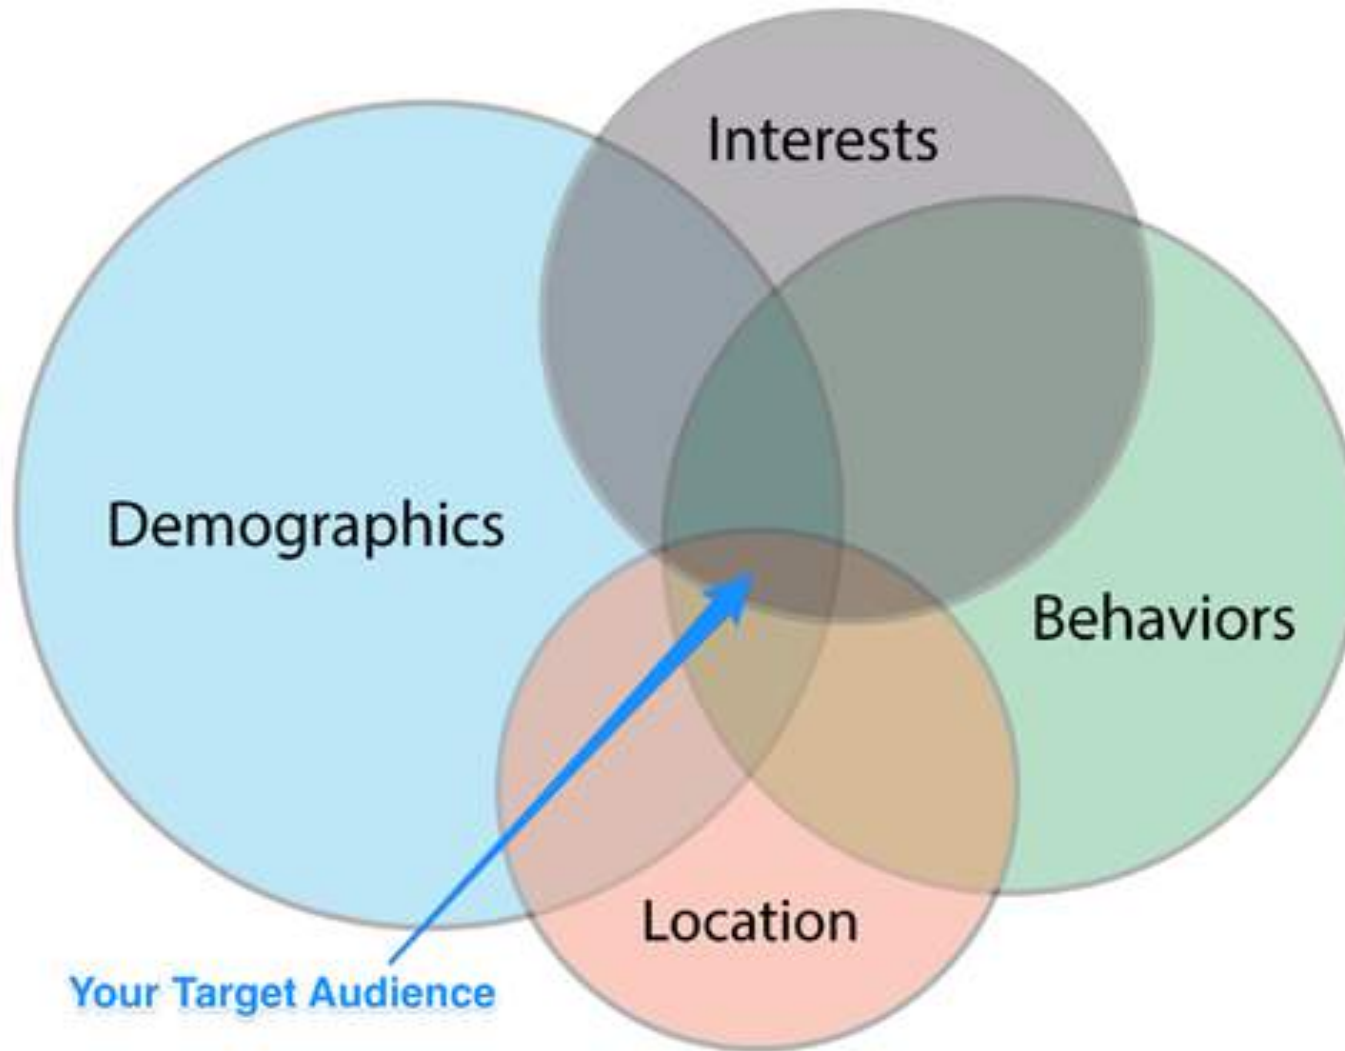 Interests
Demographics
Behaviors
Location
Your Target Audience